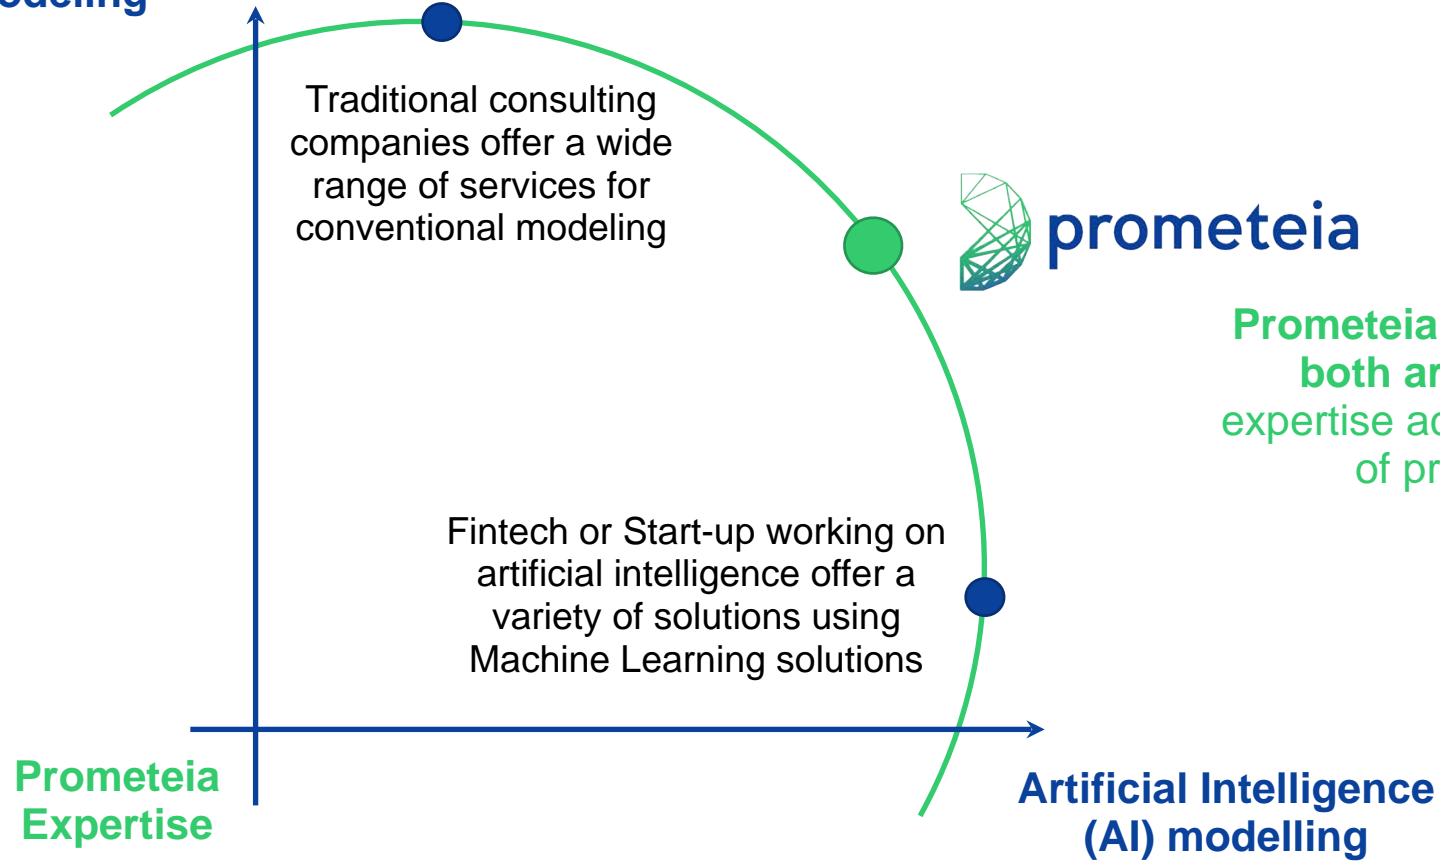 Traditional consulting
companies offer a wide
range of services for
conventional modeling
prometeia
Prometeia
both
expertise
of
Fintech or Start-up working on
artificial intelligence offer a
variety of solutions using
Machine Learning solutions
Prometeia
Expertise
Artificial Intelligence
(AI) modelling